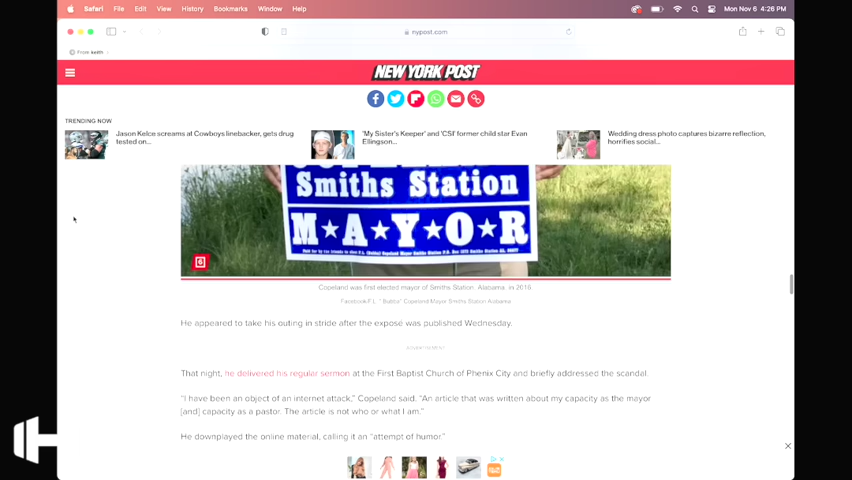 Safari File Edit View History Bookmarks Window Help Mon Nov 6 4:26 PM
nypost.com
From keith
NEW YORK POST
TRENDING NOW
Jason Kelce screams at Cowboys linebacker, gets drug
tested on...
'My Sister's Keeper' and 'CSI' former child star Evan
Ellingson...
Wedding dress photo captures bizarre reflection,
horrifies social...
Smiths Station
M★A★Y★O★R
Copeland was first elected mayor of Smiths Station, Alabama, in 2016.
Facebook/F.L. " Bubba" Copeland Mayor Smiths Station Alabama
He appeared to take his outing in stride after the exposé was published Wednesday.
ADVERTISEMENT
That night, he delivered his regular sermon at the First Baptist Church of Phenix City and briefly addressed the scandal.
"I have been an object of an internet attack," Copeland said. "An article that was written about my capacity as the mayor
[and] capacity as a pastor. The article is not who or what I am."
He downplayed the online material, calling it an "attempt of humor."